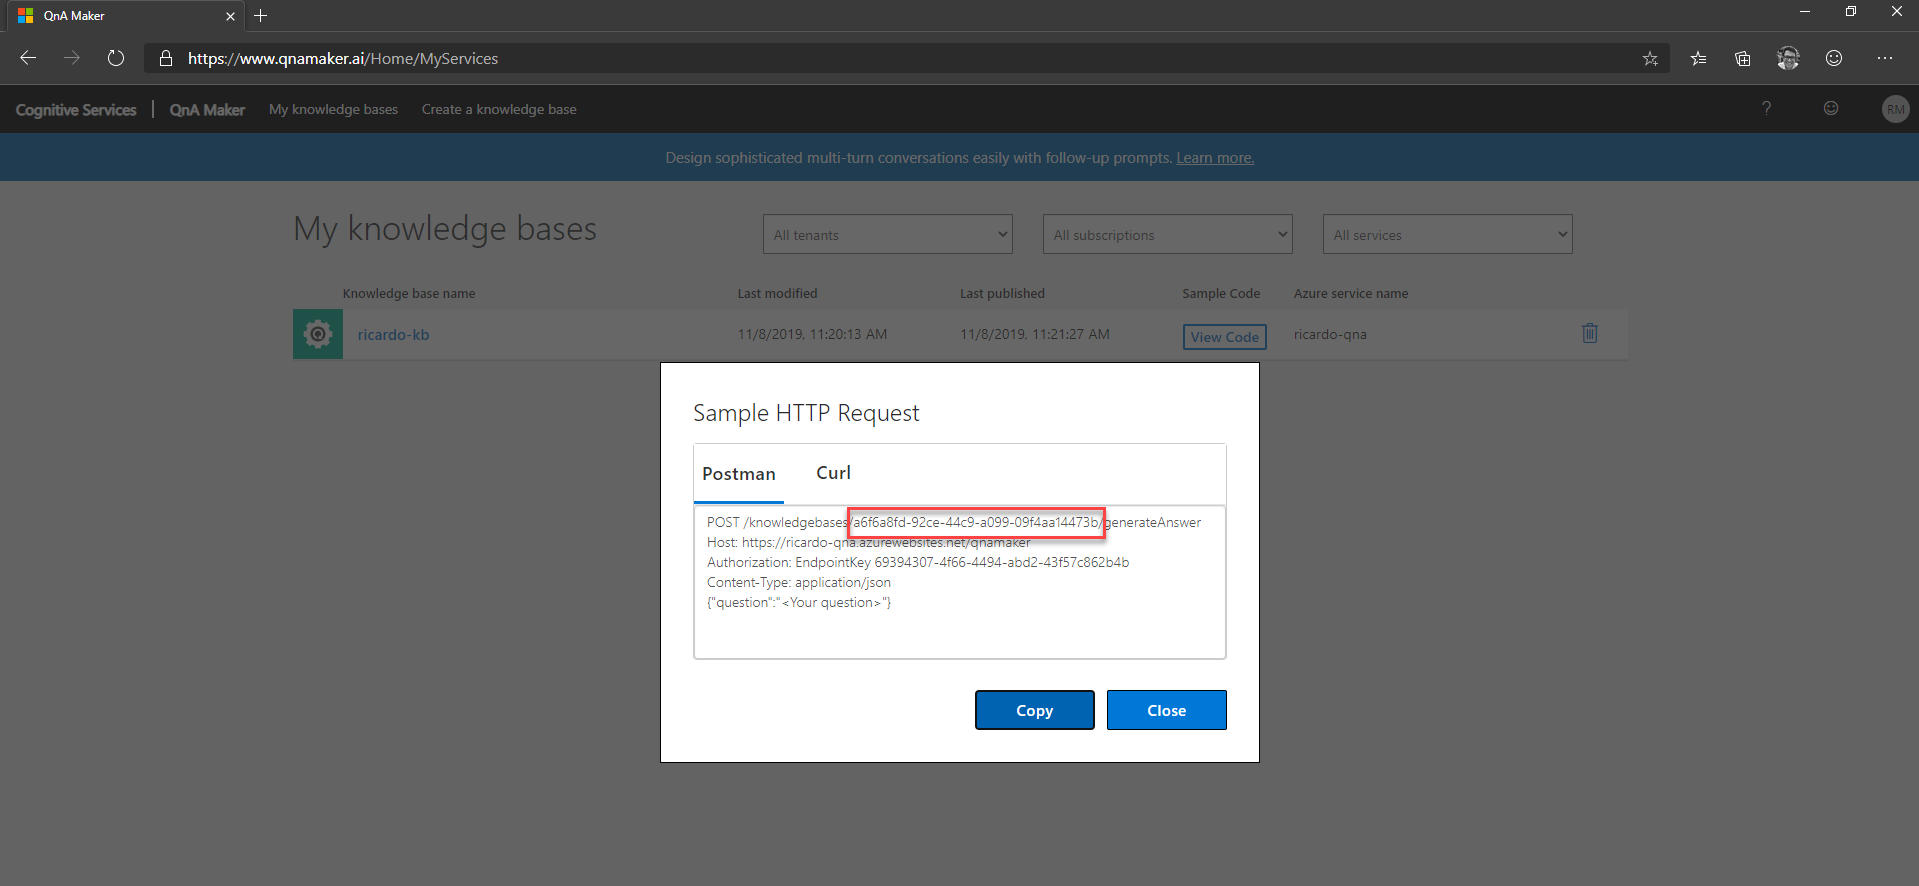 QnA Maker
https://www.qnamaker.ai/Home/MyServices
Cognitive Services | QnA Maker My knowledge bases Create a knowledge base ? RM
Design sophisticated multi-turn conversations easily with follow-up prompts. Learn more.
My knowledge bases All tenants All subscriptions All services
Knowledge base name Last modified Last published Sample Code Azure service name
ricardo-kb 11/8/2019, 11:20:13 AM 11/8/2019, 11:21:27 AM View Code ricardo-qna
Sample HTTP Request
Postman Curl
POST /knowledgebases/a6f6a8fd-92ce-44c9-a099-09f4aa14473b/generateAnswer
Host: https://ricardo-qna.azurewebsites.net/qnamaker
Authorization: EndpointKey 69394307-4f66-4494-abd2-43f57c862b4b
Content-Type: application/json
{"question":"<Your question>"}
Copy Close